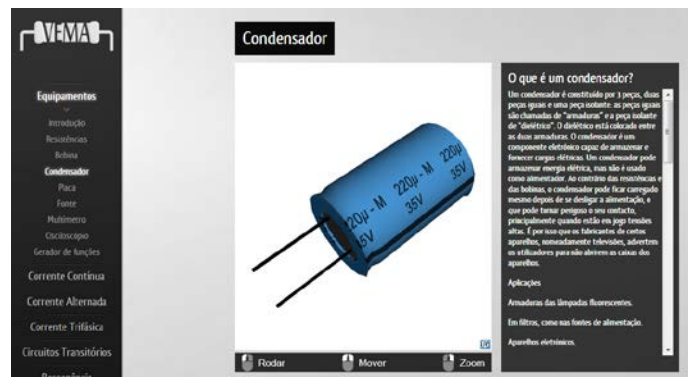 VEMA
Condensador
Equipamentos
Introdução
Resistências
Bobina
Condensador
Placa
Fonte
Multímetro
Osciloscópio
Gerador de funções
Corrente Contínua
Corrente Alternada
Corrente Trifásica
Circuitos Transitórios
Ressonância
220µ - M 220µ - M 220µ
35V 35V 35V
Rodar Mover Zoom
O que é um condensador?
Um condensador é constituído por 3 peças, duas
peças iguais e uma peça isolante: as peças iguais
são chamadas de "armaduras" e a peça isolante
de "dielétrico". O dielétrico está colocado entre
as duas armaduras. O condensador é um
componente eletrónico capaz de armazenar e
fornecer cargas elétricas. Um condensador pode
armazenar energia elétrica, mas não é usado
como alimentador. Ao contrário das resistências e
das bobinas, o condensador pode ficar carregado
mesmo depois de se desligar a alimentação, o
que pode tornar perigoso o seu contacto,
principalmente quando estão em jogo tensões
altas. É por isso que os fabricantes de certos
aparelhos, nomeadamente televisões, advertem
os utilizadores para não abrirem as caixas dos
aparelhos.
Aplicações
Armaduras das lâmpadas fluorescentes.
Em filtros, como nas fontes de alimentação.
Aparelhos eletrónicos.